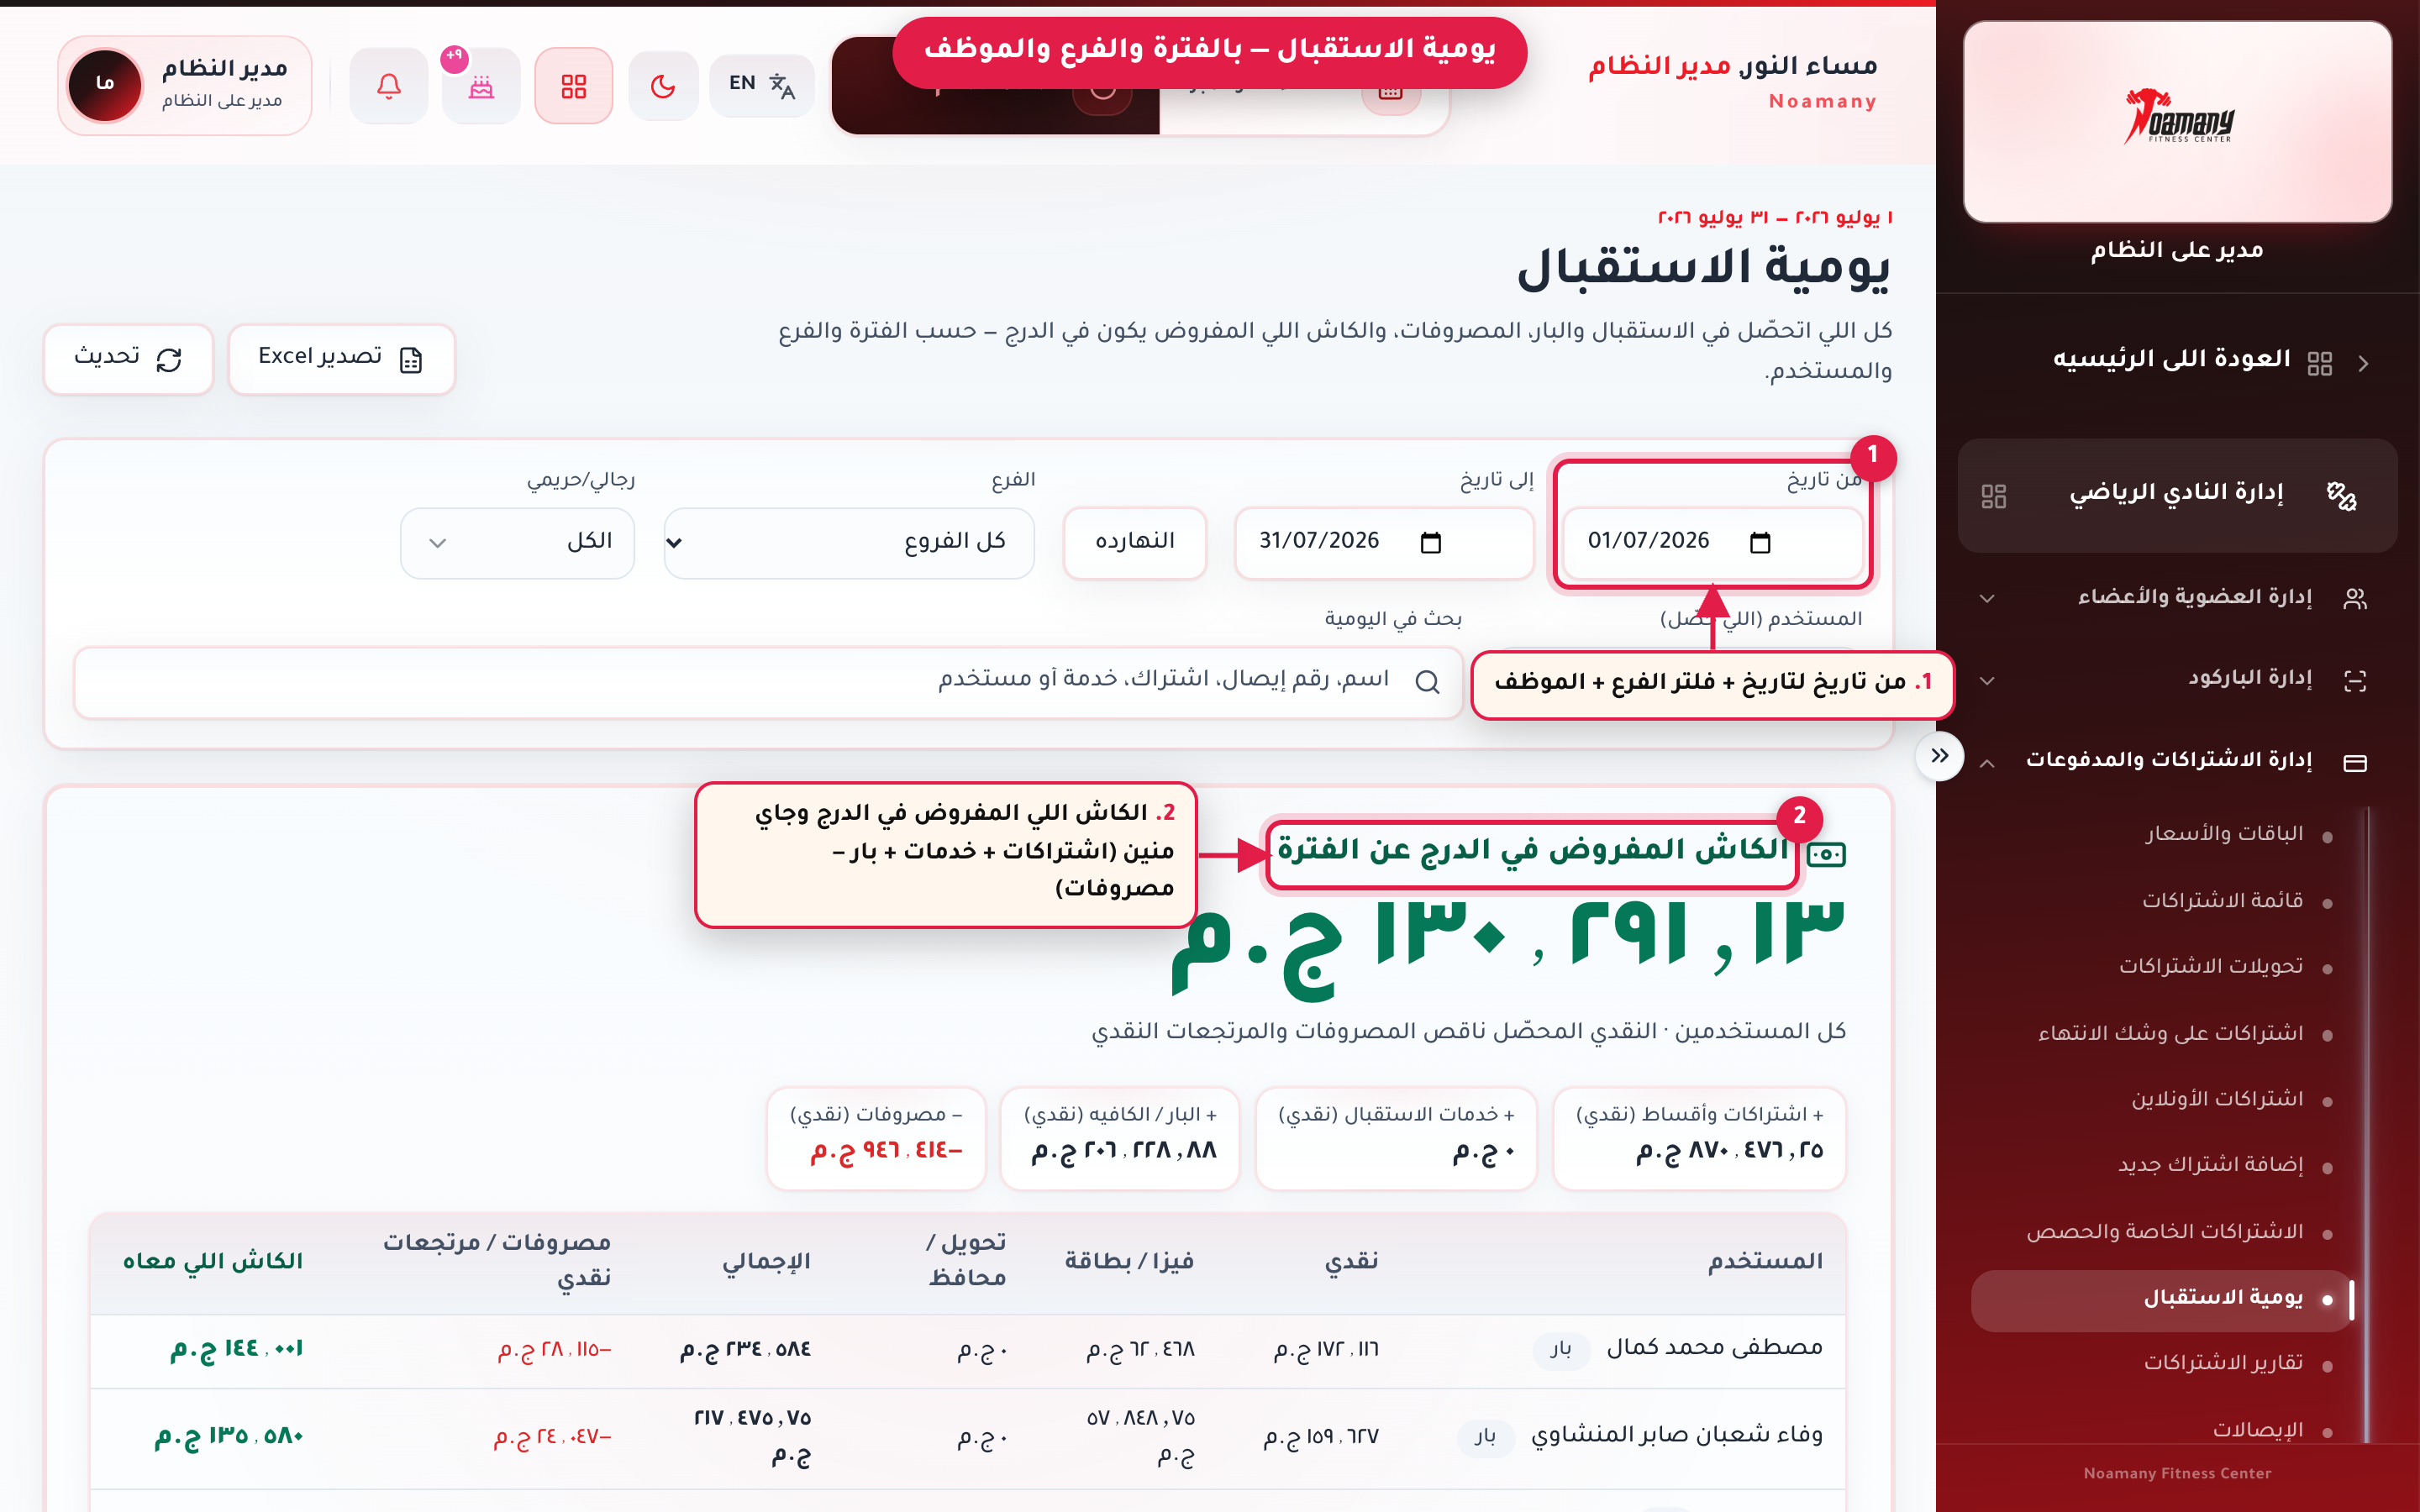 يومية الاستقبال – بالفترة والفرع والموظف
Noamany
FITNESS CENTER
مدير على النظام
العودة اللى الرئيسيه
إدارة النادي الرياضي
إدارة العضوية والأعضاء
إدارة الباركود
إدارة الاشتراكات والمدفوعات
الباقات والأسعار
قائمة الاشتراكات
تحويلات الاشتراكات
اشتراكات على وشك الانتهاء
اشتراكات الأونلاين
إضافة اشتراك جديد
الاشتراكات الخاصة والحصص
يومية الاستقبال
تقارير الاشتراكات
الإيصالات
Noamany Fitness Center
مساء النور, مدير النظام
Noamany
EN
+٩
مدير النظام
مدير على النظام
ما
١ يوليو ٢٠٢٦ – ٣١ يوليو ٢٠٢٦
يومية الاستقبال
كل اللي اتحصّل في الاستقبال والبار، المصروفات، والكاش اللي المفروض يكون في الدرج – حسب الفترة والفرع
والمستخدم.
تصدير Excel
تحديث
1
من تاريخ
إلى تاريخ
الفرع
رجالي/حريمي
01/07/2026
31/07/2026
النهارده
كل الفروع
الكل
المستخدم (اللي حصّل)
بحث في اليومية
1. من تاريخ لتاريخ + فلتر الفرع + الموظف
اسم، رقم إيصال، اشتراك، خدمة أو مستخدم
2
الكاش المفروض في الدرج عن الفترة
2. الكاش اللي المفروض في الدرج وجاي
منين (اشتراكات + خدمات + بار –
مصروفات)
١٣٠٬٢٩١٫١٣ ج.م
كل المستخدمين · النقدي المحصّل ناقص المصروفات والمرتجعات النقدي
+ اشتراكات وأقساط (نقدي)
٨٧٠٬٤٧٦٫٢٥ ج.م
+ خدمات الاستقبال (نقدي)
٠ ج.م
+ البار / الكافيه (نقدي)
٢٠٦٬٢٢٨٫٨٨ ج.م
– مصروفات (نقدي)
–٩٤٦٬٤١٤ ج.م
المستخدم نقدي فيزا / بطاقة تحويل / محافظ الإجمالي مصروفات / مرتجعات نقدي الكاش اللي معاه
مصطفى محمد كمال بار ١٧٢٬١١٦ ج.م ٦٢٬٤٦٨ ج.م ٠ ج.م ٢٣٤٬٥٨٤ ج.م –٢٨٬١١٥ ج.م ١٤٤٬٠٠١ ج.م
وفاء شعبان صابر المنشاوي بار ١٥٩٬٦٢٧ ج.م ٥٧٬٨٤٨٫٧٥ ج.م ٠ ج.م ٢١٧٬٤٧٥٫٧٥ ج.م –٢٤٬٠٤٧ ج.م ١٣٥٬٥٨٠ ج.م